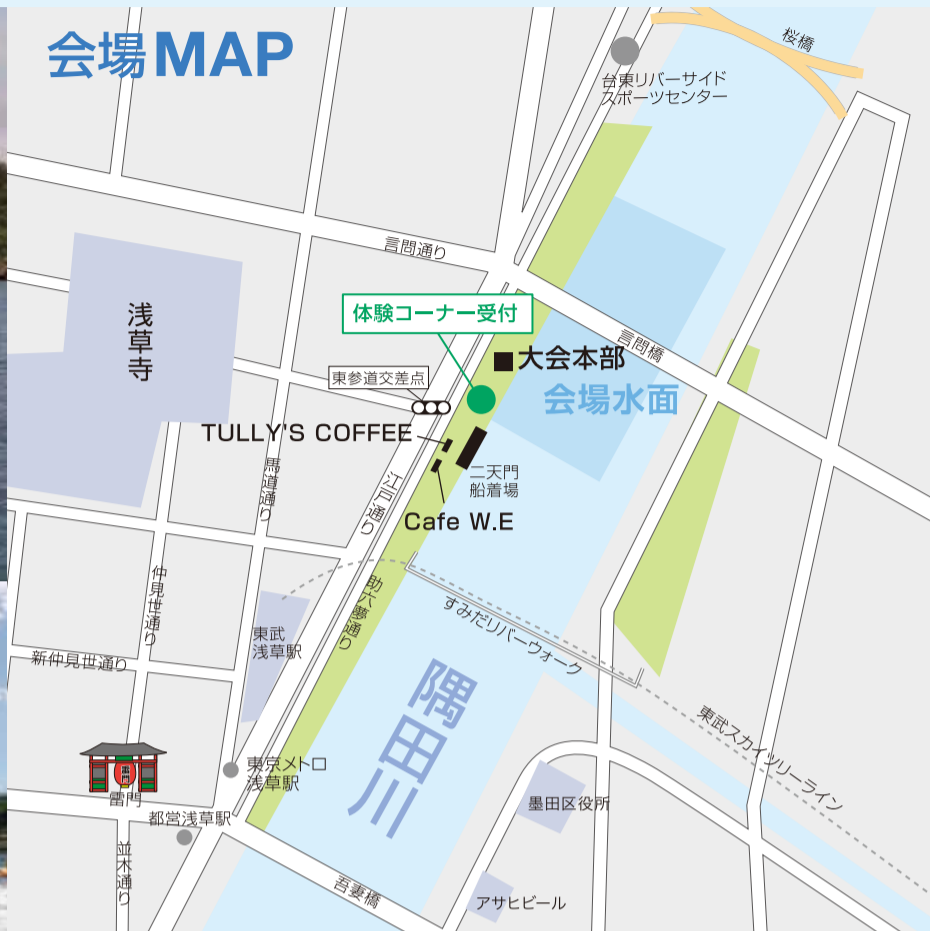 会場MAP
桜橋
台東リバーサイド
スポーツセンター
言問通り
浅草寺
体験コーナー受付
大会本部
言問橋
東参道交差点
会場水面
TULLY'S COFFEE
馬道通り
江戸通り
二天門
船着場
Cafe W.E
仲見世通り
助六夢通り
すみだリバーウォーク
東武
浅草駅
新仲見世通り
隅田川
東武スカイツリーライン
雷門
東京メトロ
浅草駅
雷門
都営浅草駅
墨田区役所
並木通り
吾妻橋
アサヒビール